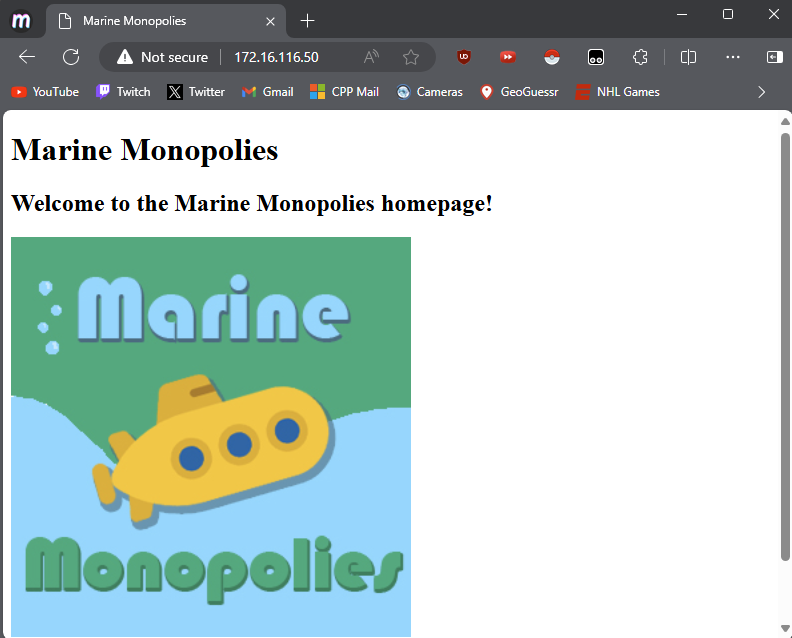 m
Marine Monopolies
Not secure
172.16.116.50
YouTube
Twitch
Twitter
Gmail
CPP Mail
Cameras
GeoGuessr
NHL Games
Marine Monopolies
Welcome to the Marine Monopolies homepage!
Marine
Monopolies